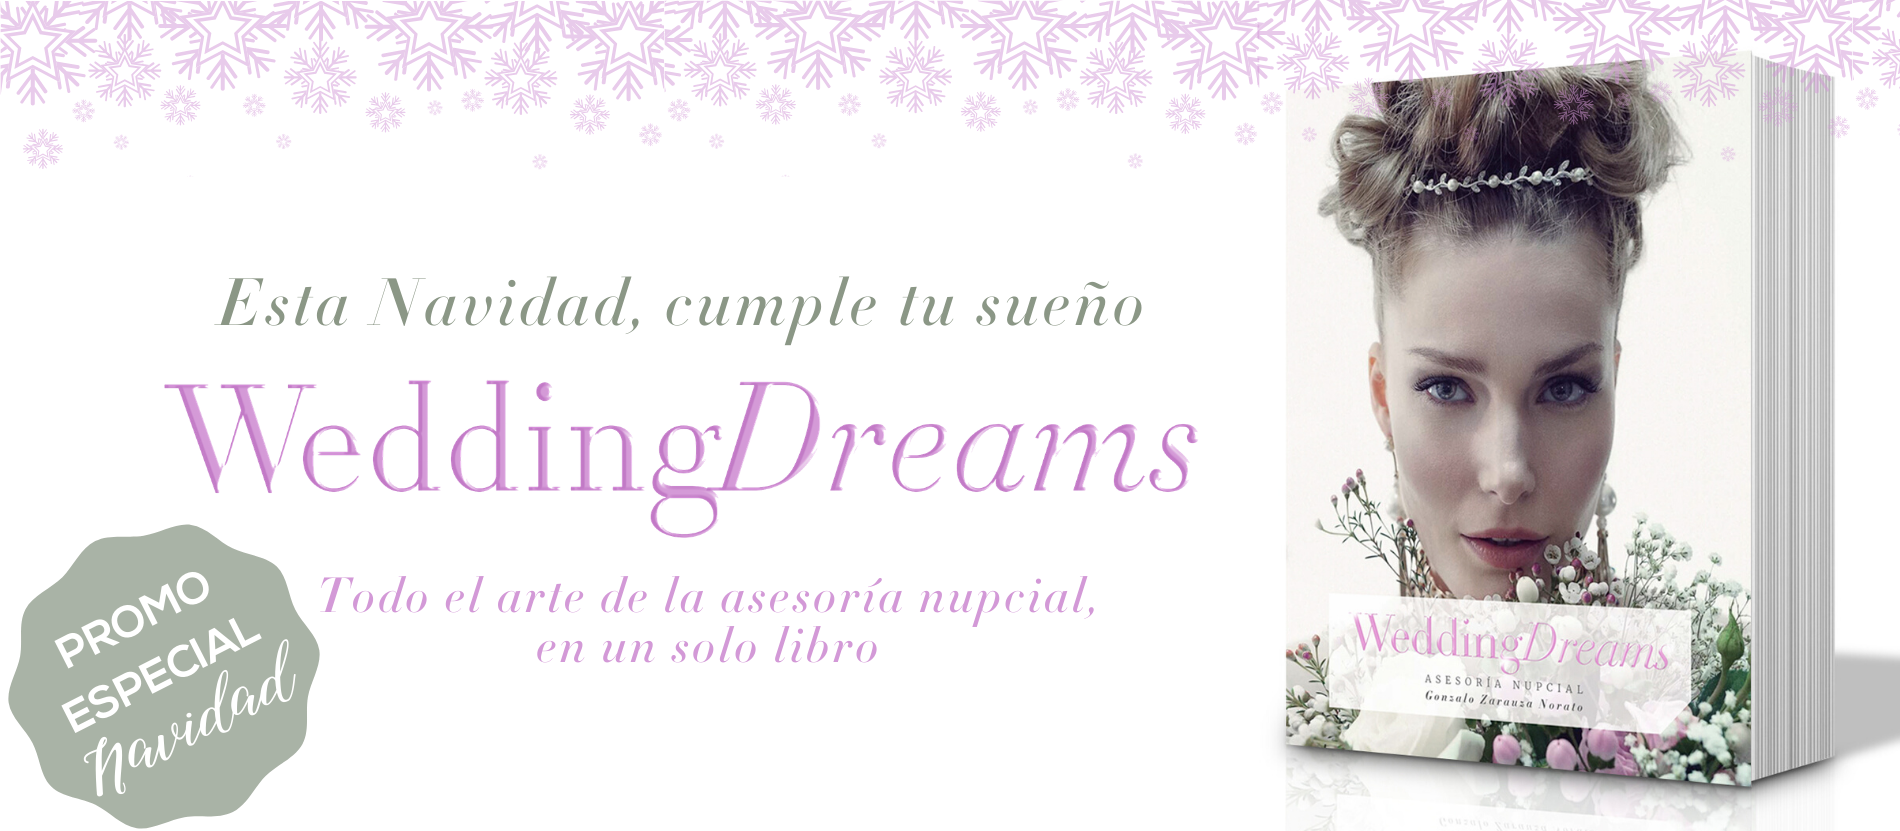 Esta Navidad, cumple tu sueño
WeddingDreams
Todo el arte de la asesoría nupcial,
en un solo libro
PROMO
ESPECIAL
Navidad
WeddingDreams
ASESORÍA NUPCIAL
Gonzalo Zarauza Norato